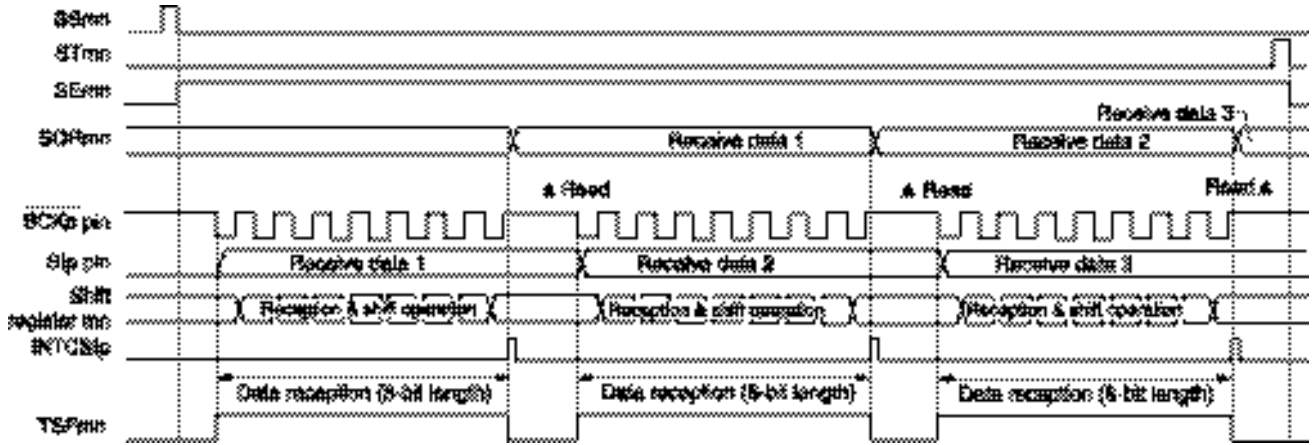 SSmn
STmn
SEmn
Receive data 3
SDRmn
Receive data 1
Receive data 2
Read
Read
Read
SCKp pin
SIp pin
Receive data 1
Receive data 2
Receive data 3
Shift
register mn
Reception & shift operation
Reception & shift operation
Reception & shift operation
INTCSIp
Data reception (8-bit length)
Data reception (8-bit length)
Data reception (8-bit length)
TSFmn